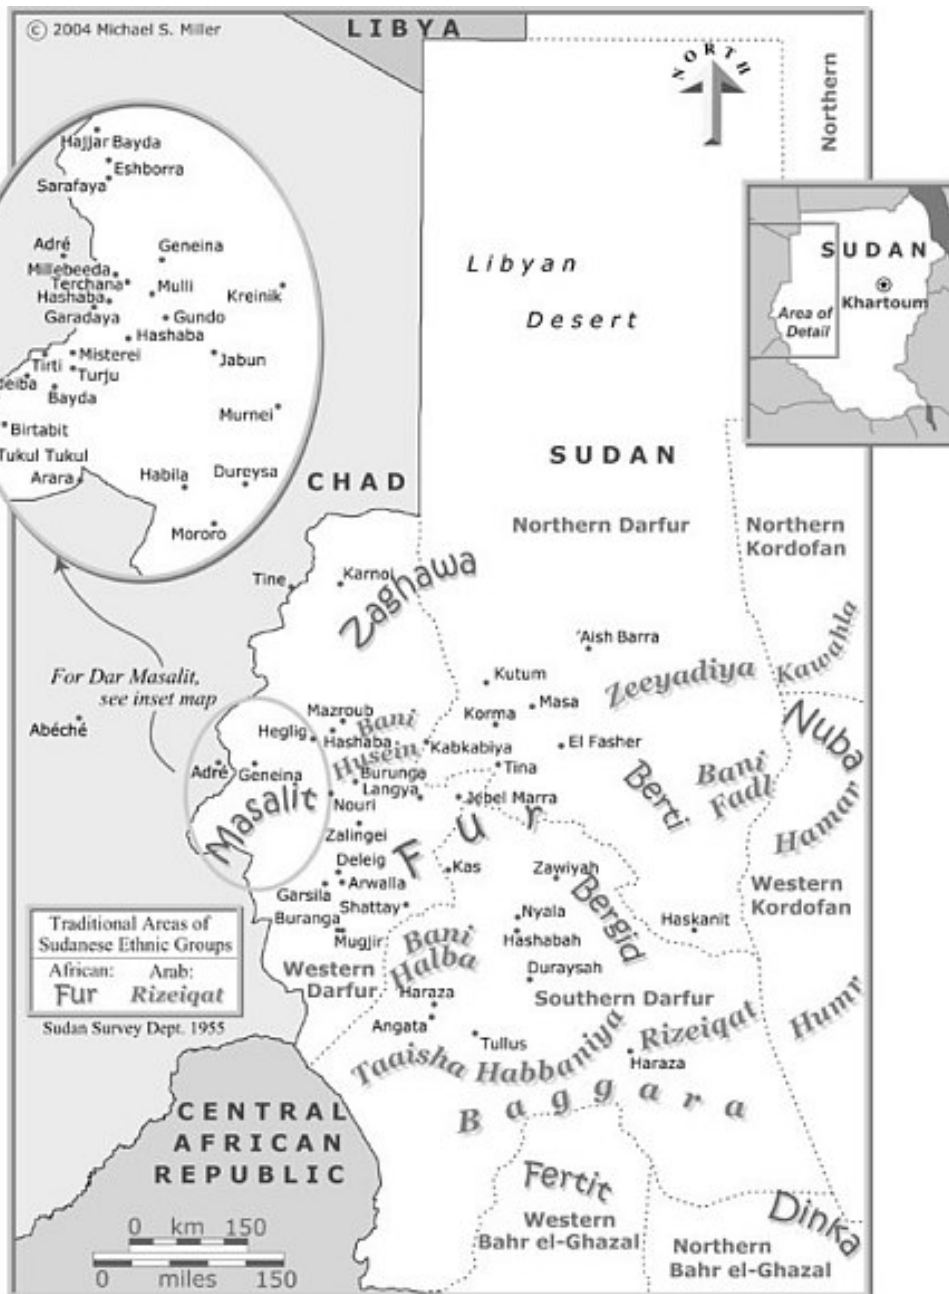 © 2004 Michael S. Miller
LIBYA
NORTH
Northern
Hajjar Bayda
Eshborra
Sarafaya
Adré
Geneina
Millebeeda
Terchana
Mulli
Kreinik
Hashaba
Garadaya
Gundo
Hashaba
Misterei
Jabun
Tirti
Turju
deiba
Bayda
Murnei
Birtabit
Tukul Tukul
Arara
Habila
Dureysa
Mororo
Libyan
Desert
SUDAN
Khartoum
Area of
Detail
SUDAN
CHAD
Northern Darfur
Northern
Kordofan
Tine
Karnoi
Zaghawa
'Aish Barra
Kutum
Zeeyadiya
Kawahla
For Dar Masalit,
see inset map
Abéché
Mazroub
Masa
Korma
Heglig
Hashaba
Bani
Husein
Kabkabiya
El Fasher
Nuba
Adré
Geneina
Burunga
Langya
Tina
Berti
Bani
Fadl
Masalit
Nouri
Jebel Marra
Hamar
Zalingei
Fur
Deleig
Arwalla
Kas
Zawiyah
Garsila
Buranga
Shattay
Bergid
Western
Kordofan
Nyala
Haskanit
Mugjir
Bani
Halba
Hashabah
Traditional Areas of
Sudanese Ethnic Groups
African:
Arab:
Fur
Rizeiqat
Sudan Survey Dept. 1955
Western
Darfur
Duraysah
Haraza
Southern Darfur
Humr
Angata
Tullus
Rizeiqat
Haraza
Taaisha
Habbaniya
Baggara
CENTRAL
AFRICAN
REPUBLIC
Fertit
Dinka
Western
Bahr el-Ghazal
Northern
Bahr el-Ghazal
0 km 150
0 miles 150